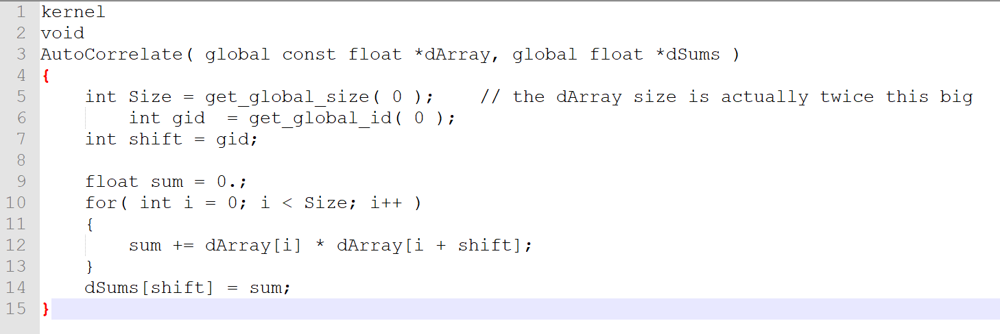 1 kernel
2 void
3 AutoCorrelate( global const float *dArray, global float *dSums )
4 {
5     int Size = get_global_size( 0 );    // the dArray size is actually twice this big
6         int gid  = get_global_id( 0 );
7     int shift = gid;
8
9     float sum = 0.;
10     for( int i = 0; i < Size; i++ )
11     {
12         sum += dArray[i] * dArray[i + shift];
13     }
14     dSums[shift] = sum;
15 }